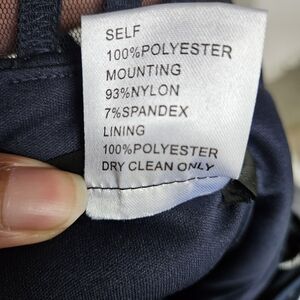 SELF
100%POLYESTER
MOUNTING
93%NYLON
7%SPANDEX
LINING
100%POLYESTER
DRY CLEAN ONLY